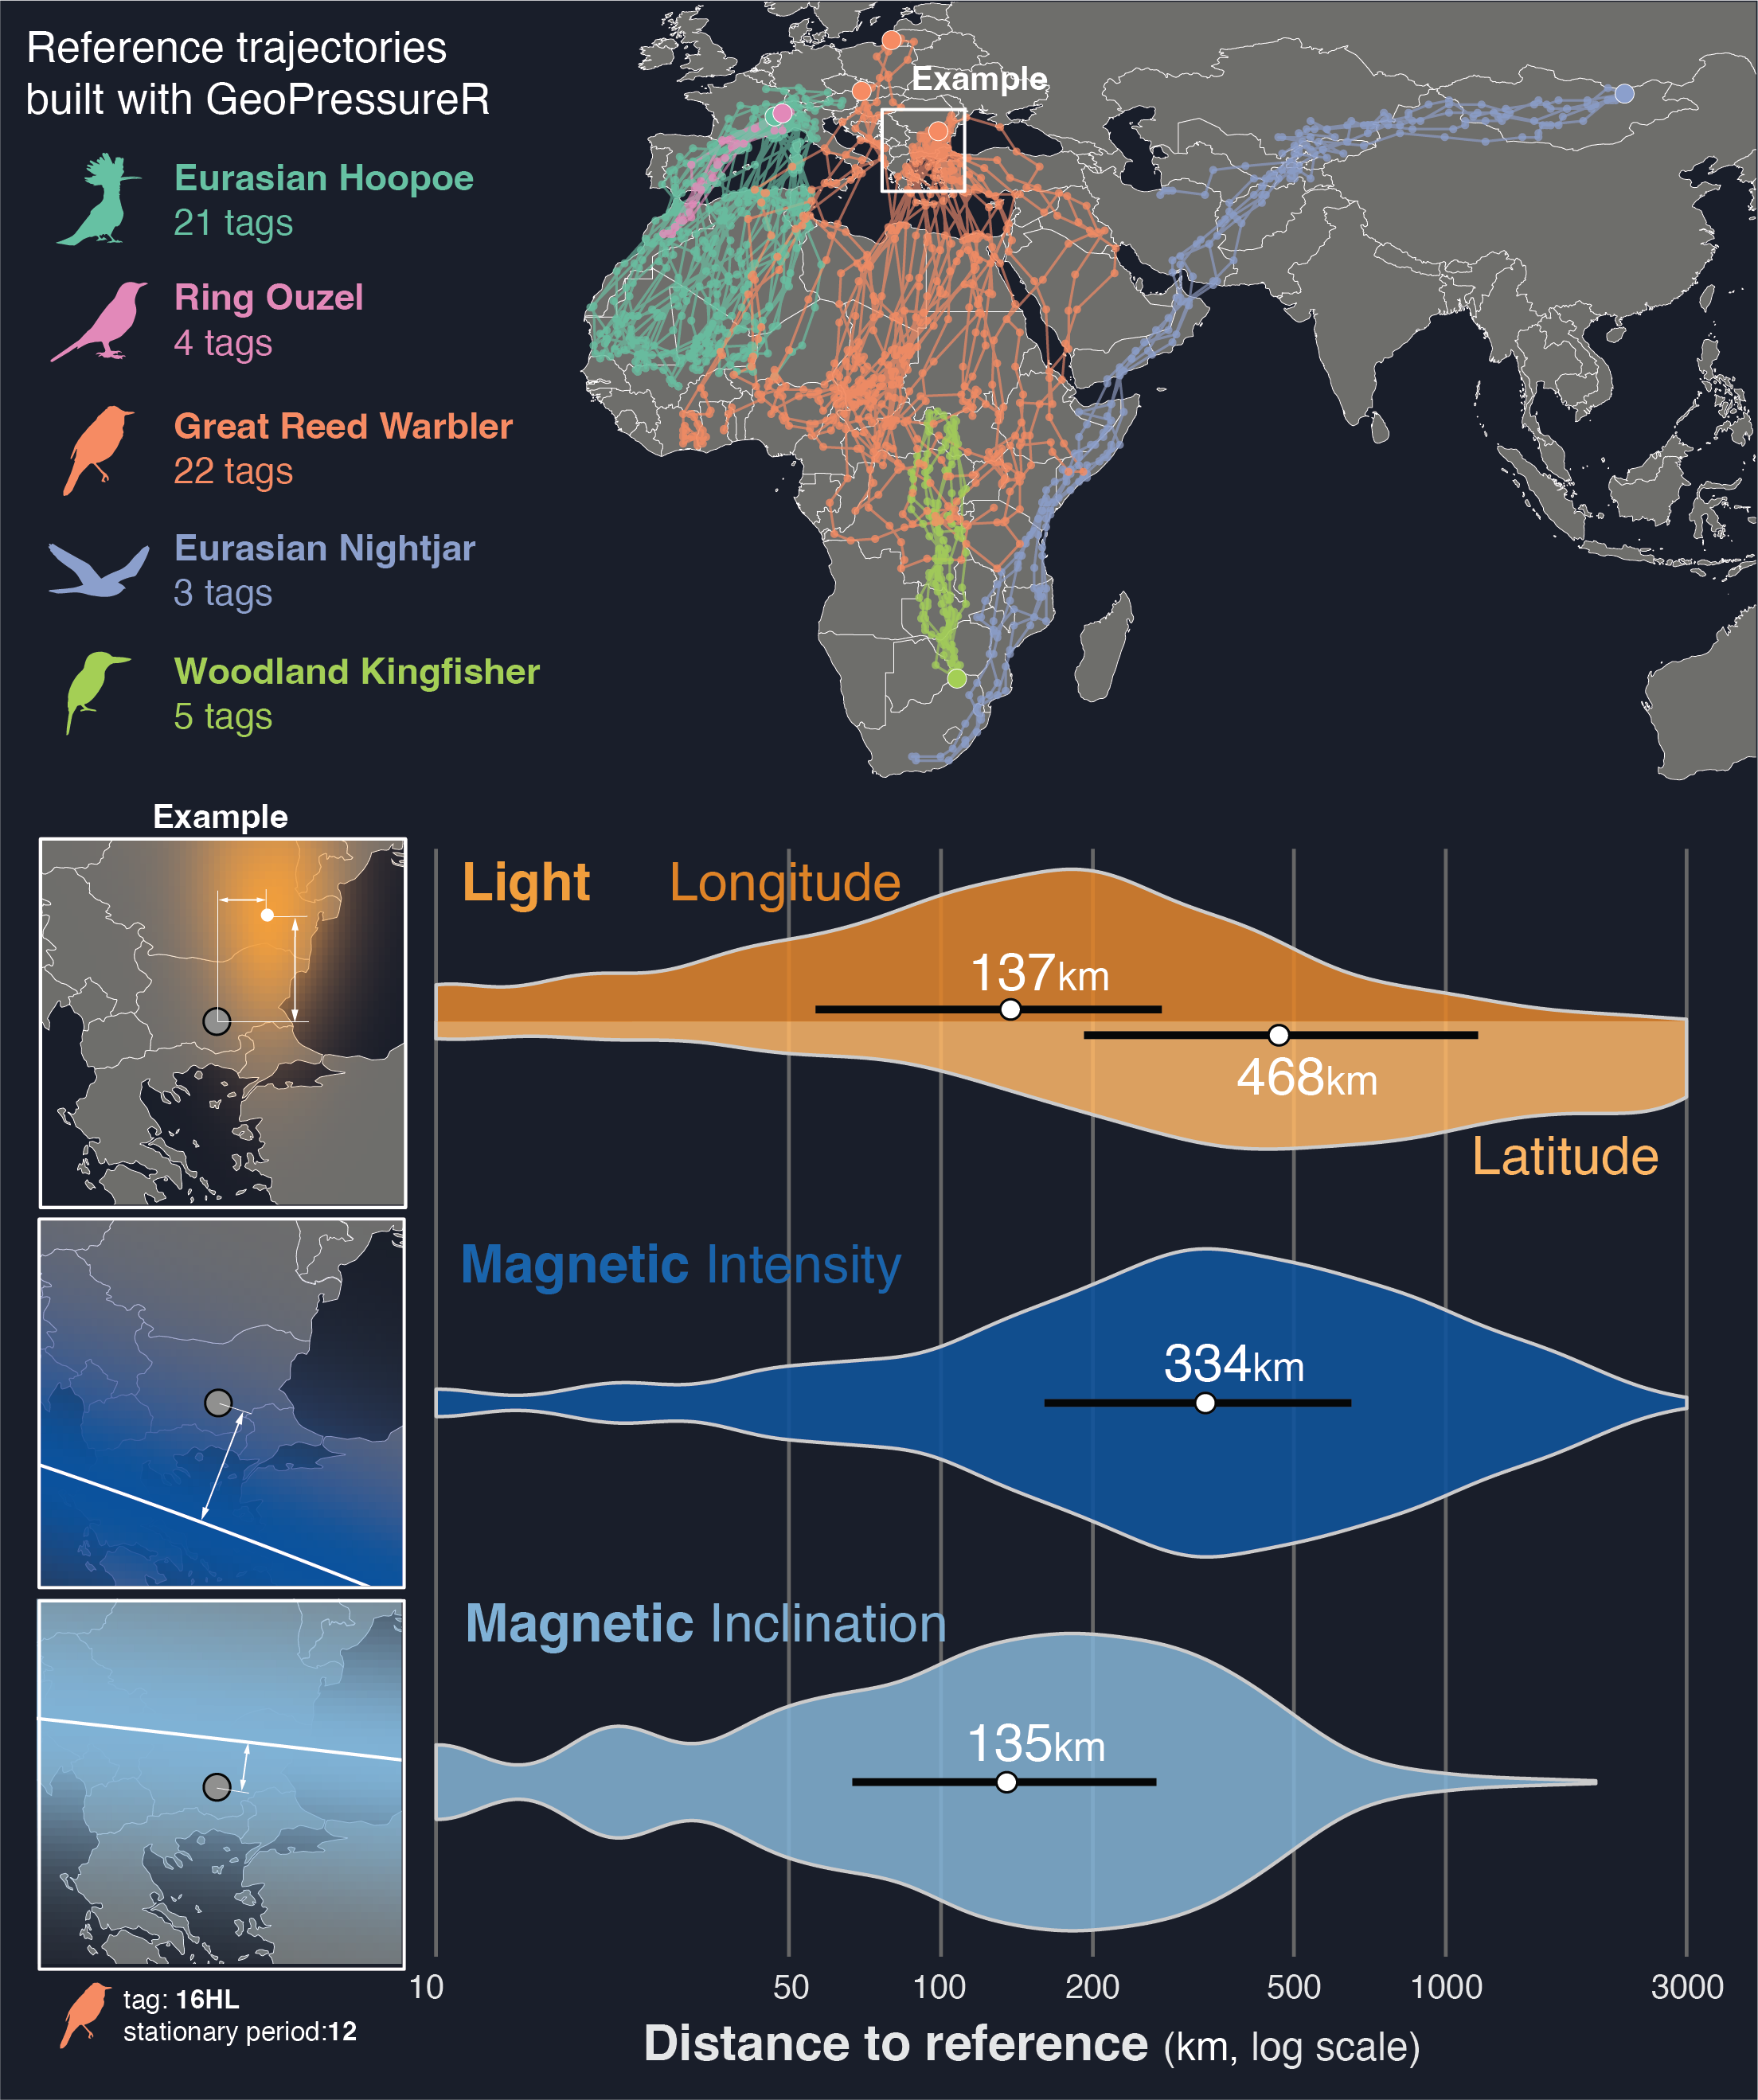 Reference trajectories
built with GeoPressureR
Example
Eurasian Hoopoe
21 tags
Ring Ouzel
4 tags
Great Reed Warbler
22 tags
Eurasian Nightjar
3 tags
Woodland Kingfisher
5 tags
Example
Light Longitude
137km
468km
Latitude
Magnetic Intensity
334km
Magnetic Inclination
135km
10 50 100 200 500 1000 3000
tag: 16HL
stationary period:12
Distance to reference (km, log scale)